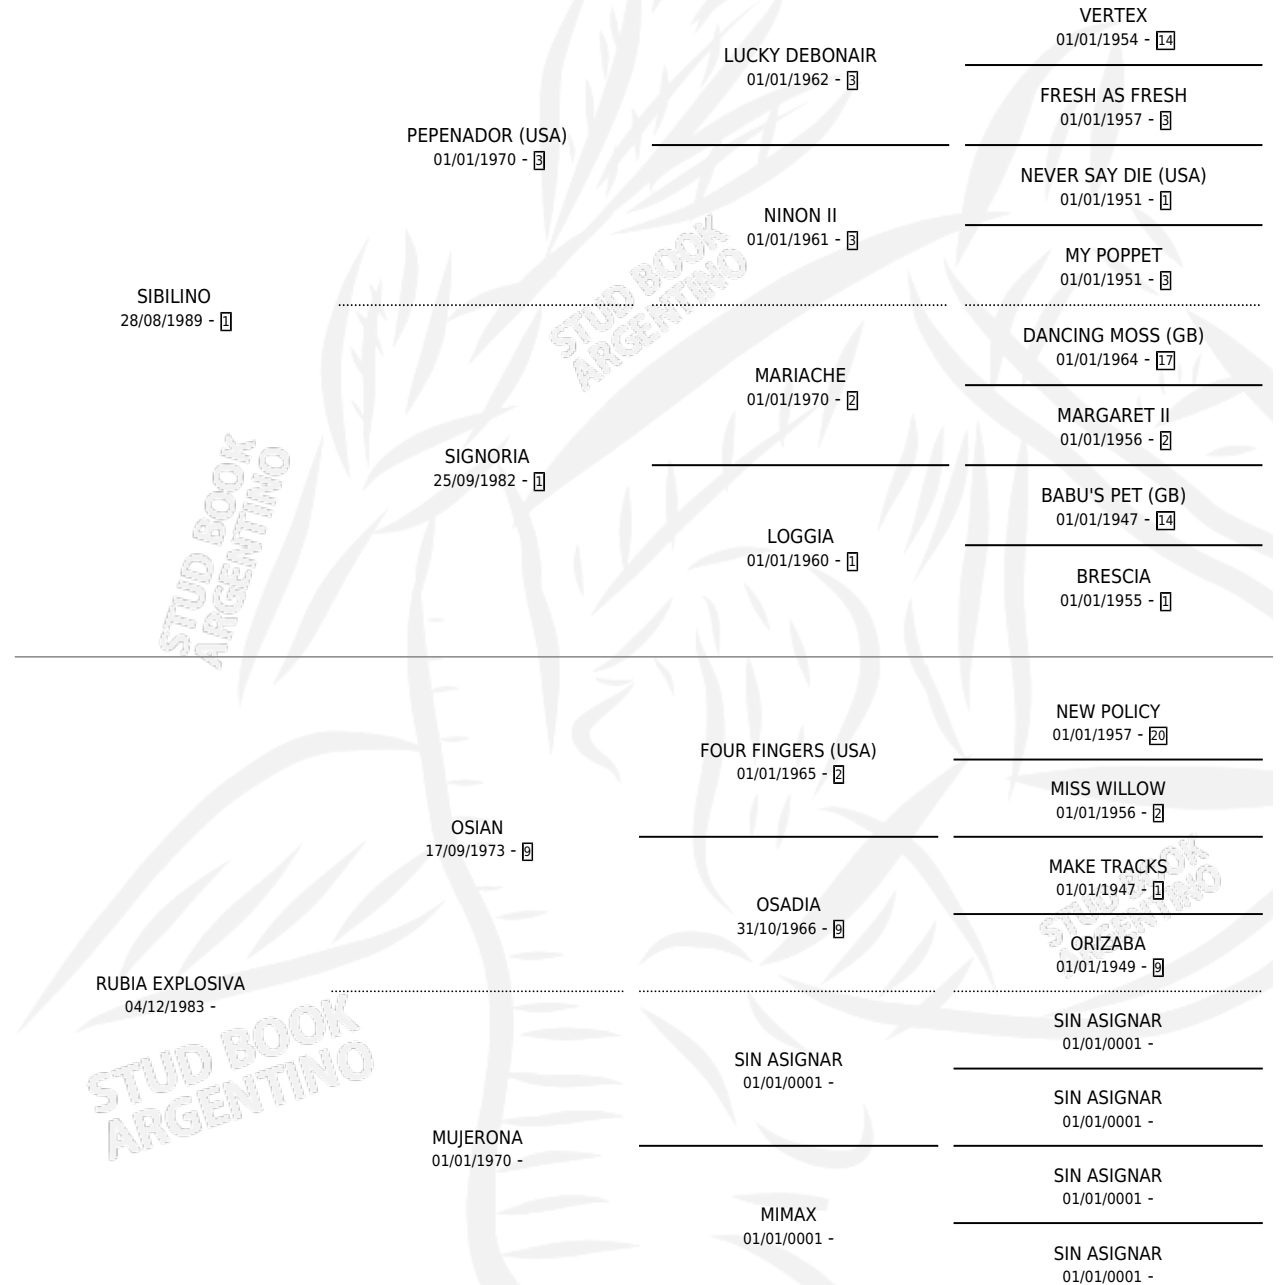 VERTEX
01/01/1954 - 14
LUCKY DEBONAIR
01/01/1962 - 3
FRESH AS FRESH
01/01/1957 - 3
PEPENADOR (USA)
01/01/1970 - 3
NEVER SAY DIE (USA)
01/01/1951 - 1
NINON II
01/01/1961 - 3
MY POPPET
01/01/1951 - 3
SIBILINO
28/08/1989 - 1
DANCING MOSS (GB)
01/01/1964 - 17
MARIACHE
01/01/1970 - 2
MARGARET II
01/01/1956 - 2
SIGNORIA
25/09/1982 - 1
BABU'S PET (GB)
01/01/1947 - 14
LOGGIA
01/01/1960 - 1
BRESCIA
01/01/1955 - 1
NEW POLICY
01/01/1957 - 20
FOUR FINGERS (USA)
01/01/1965 - 2
MISS WILLOW
01/01/1956 - 2
OSIAN
17/09/1973 - 9
MAKE TRACKS
01/01/1947 - 1
OSADIA
31/10/1966 - 9
ORIZABA
01/01/1949 - 9
RUBIA EXPLOSIVA
04/12/1983 -
SIN ASIGNAR
01/01/0001 -
SIN ASIGNAR
01/01/0001 -
SIN ASIGNAR
01/01/0001 -
MUJERONA
01/01/1970 -
SIN ASIGNAR
01/01/0001 -
MIMAX
01/01/0001 -
SIN ASIGNAR
01/01/0001 -
STUD BOOK
ARGENTINO
STUD BOOK
ARGENTINO
STUD BOOK
ARGENTINO
STUD BOOK
ARGENTINO